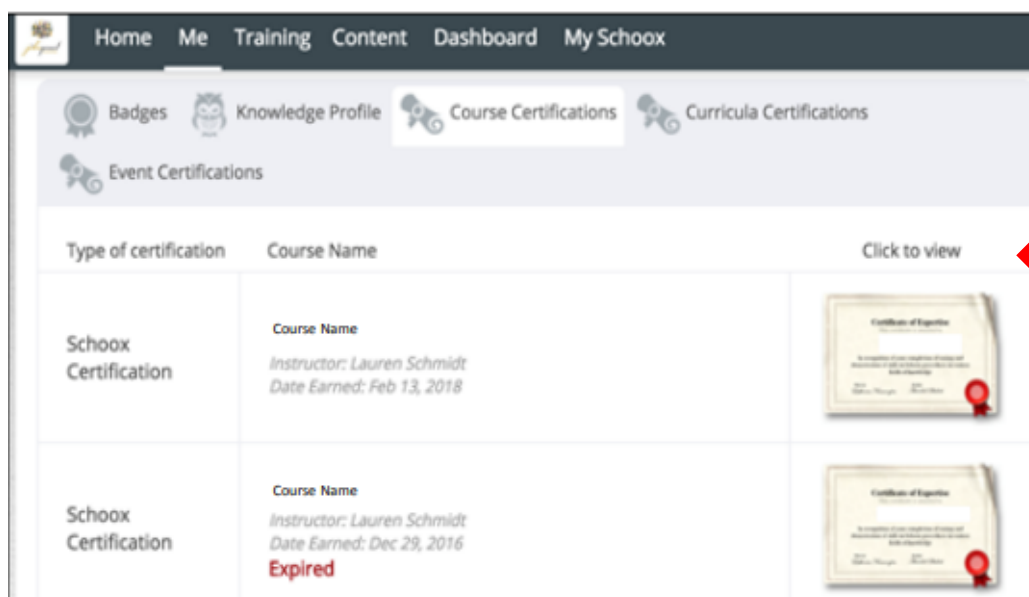 Home Me Training Content Dashboard My Schoox
Badges Knowledge Profile Course Certifications Curricula Certifications
Event Certifications
Type of certification Course Name Click to view
Schoox
Certification
Course Name
Instructor: Lauren Schmidt
Date Earned: Feb 13, 2018
Certificate of Expertise
Schoox
Certification
Course Name
Instructor: Lauren Schmidt
Date Earned: Dec 29, 2016
Expired
Certificate of Expertise